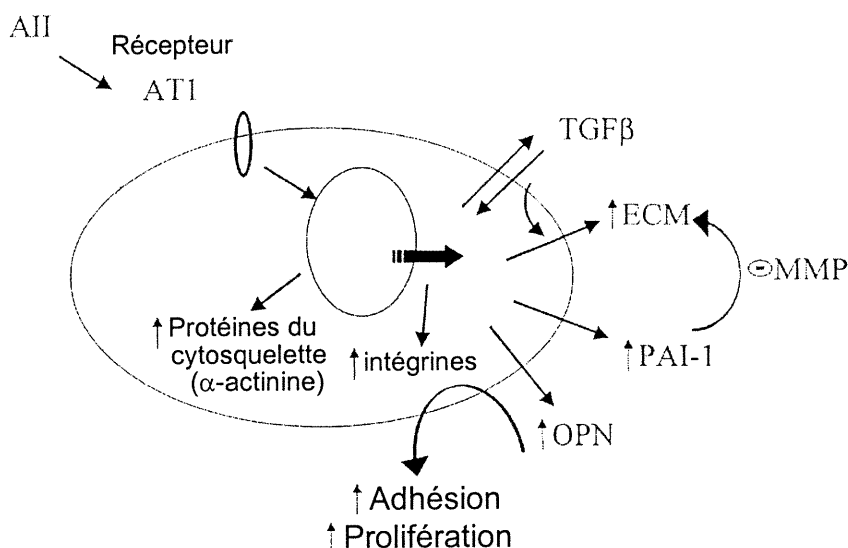 AII
Récepteur
AT1
TGFβ
↑ECM
⊖MMP
↑Protéines du
cytosquelette
(α-actinine)
↑intégrines
↑PAI-1
↑OPN
↑Adhésion
↑Prolifération